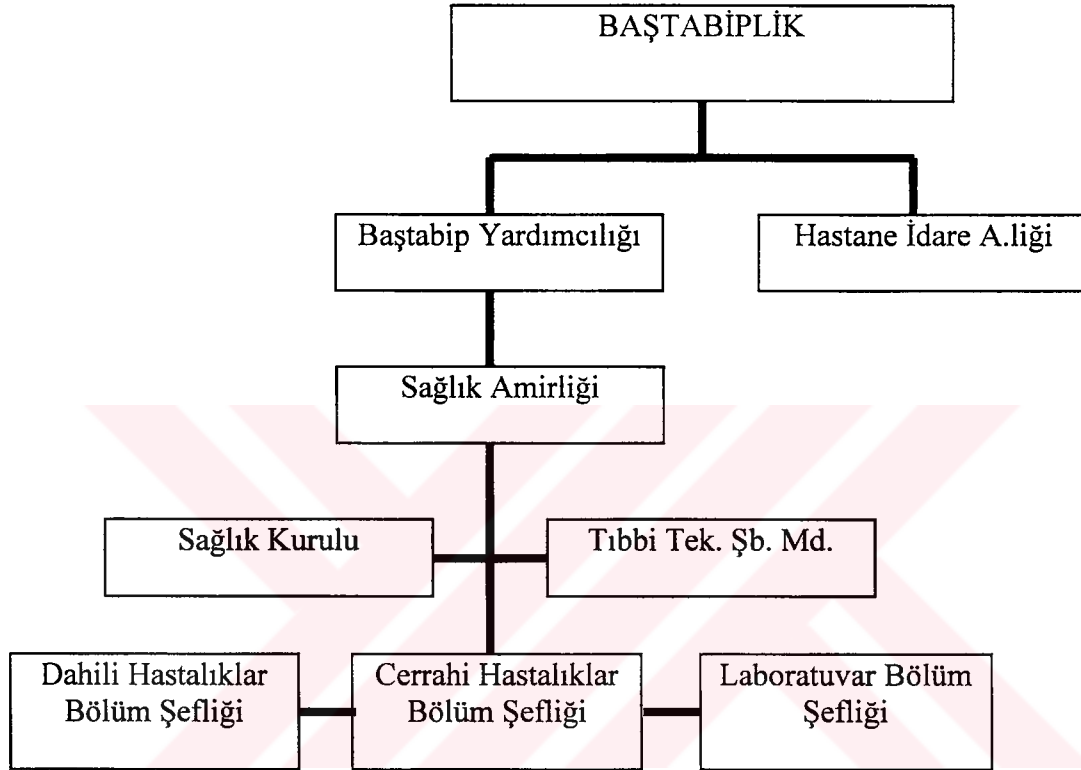 BAŞTABİPLİK
Baştabip Yardımcılığı
Hastane İdare A.liği
Sağlık Amirliği
Sağlık Kurulu
Tıbbi Tek. Şb. Md.
Dahili Hastalıklar
Bölüm Şefliği
Cerrahi Hastalıklar
Bölüm Şefliği
Laboratuvar Bölüm
Şefliği